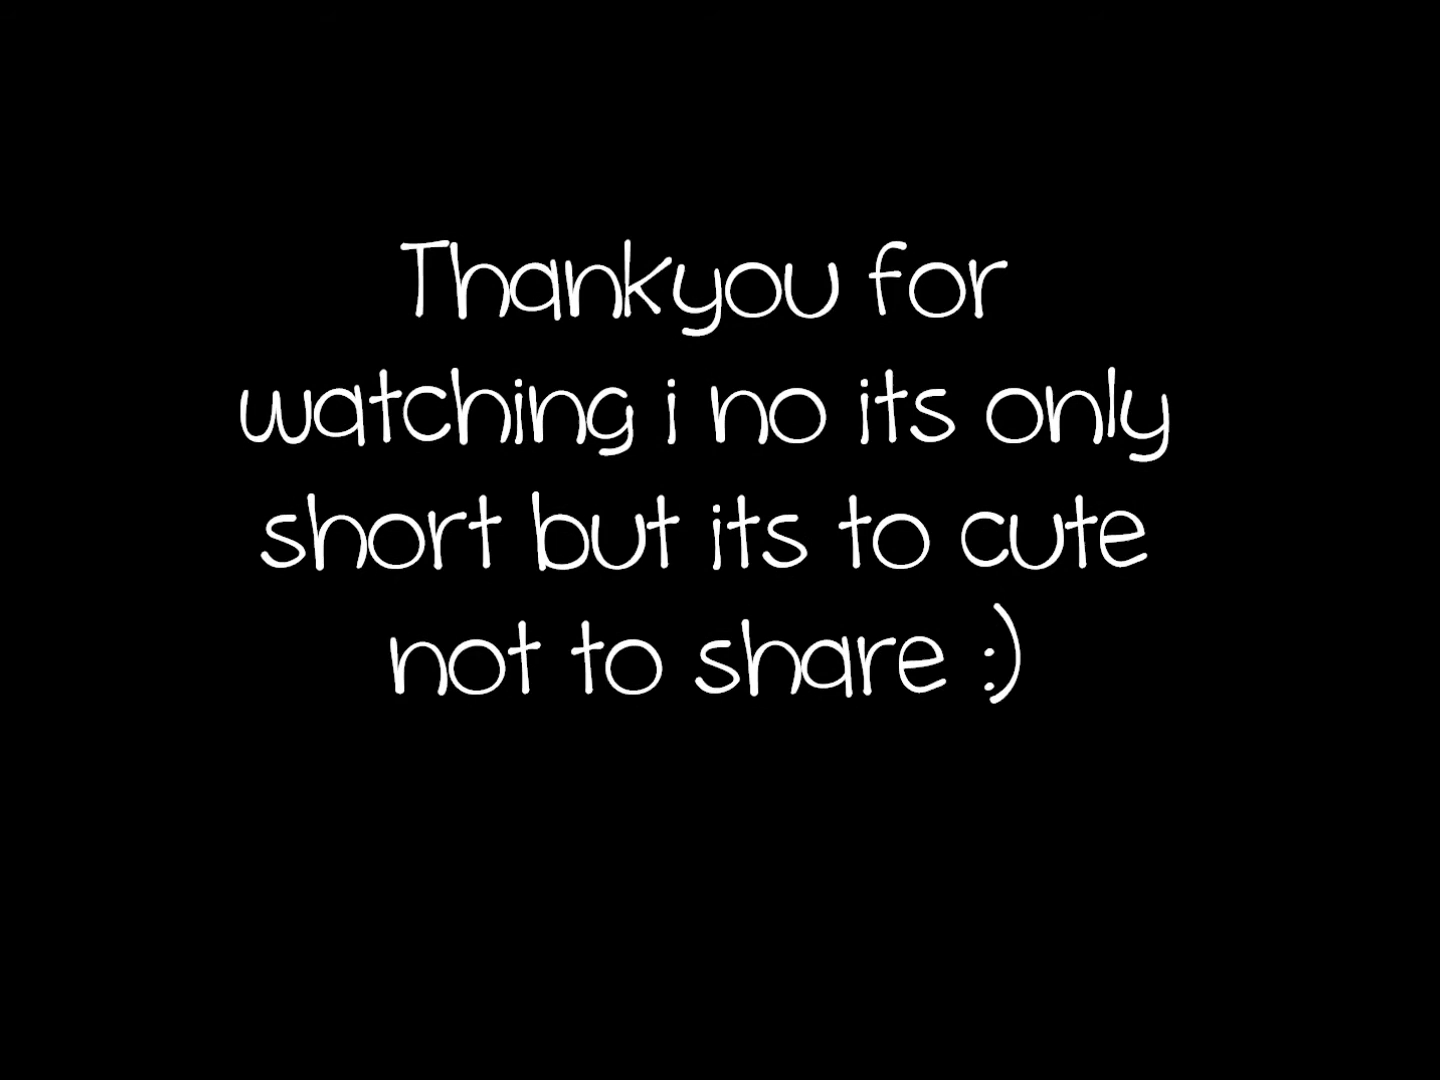 Thankyou for
watching i no its only
short but its to cute
not to share :)